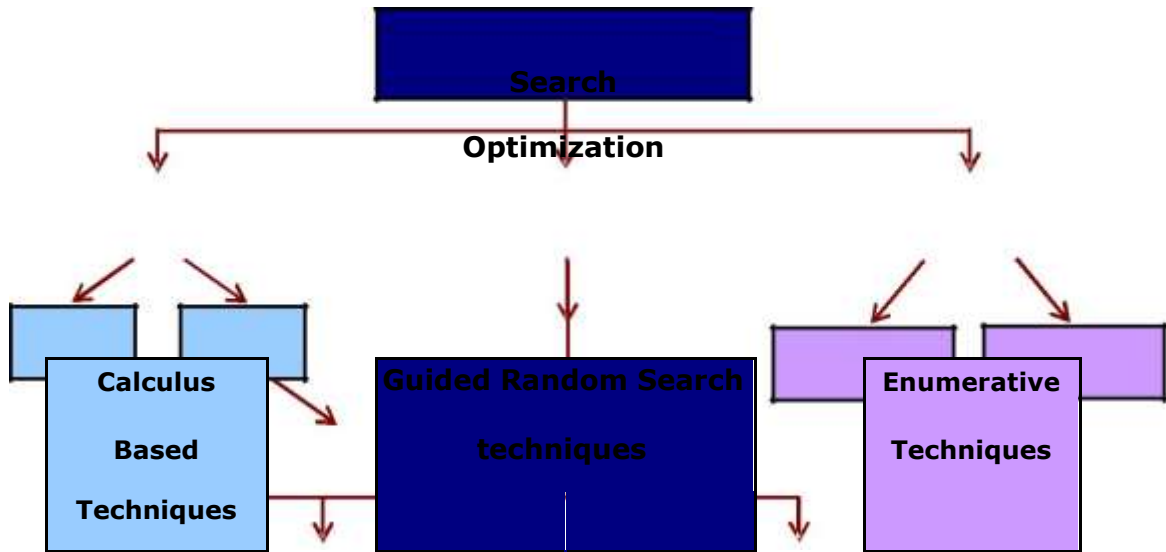 Search
Optimization
Calculus
Based
Techniques
Guided Random Search
techniques
Enumerative
Techniques